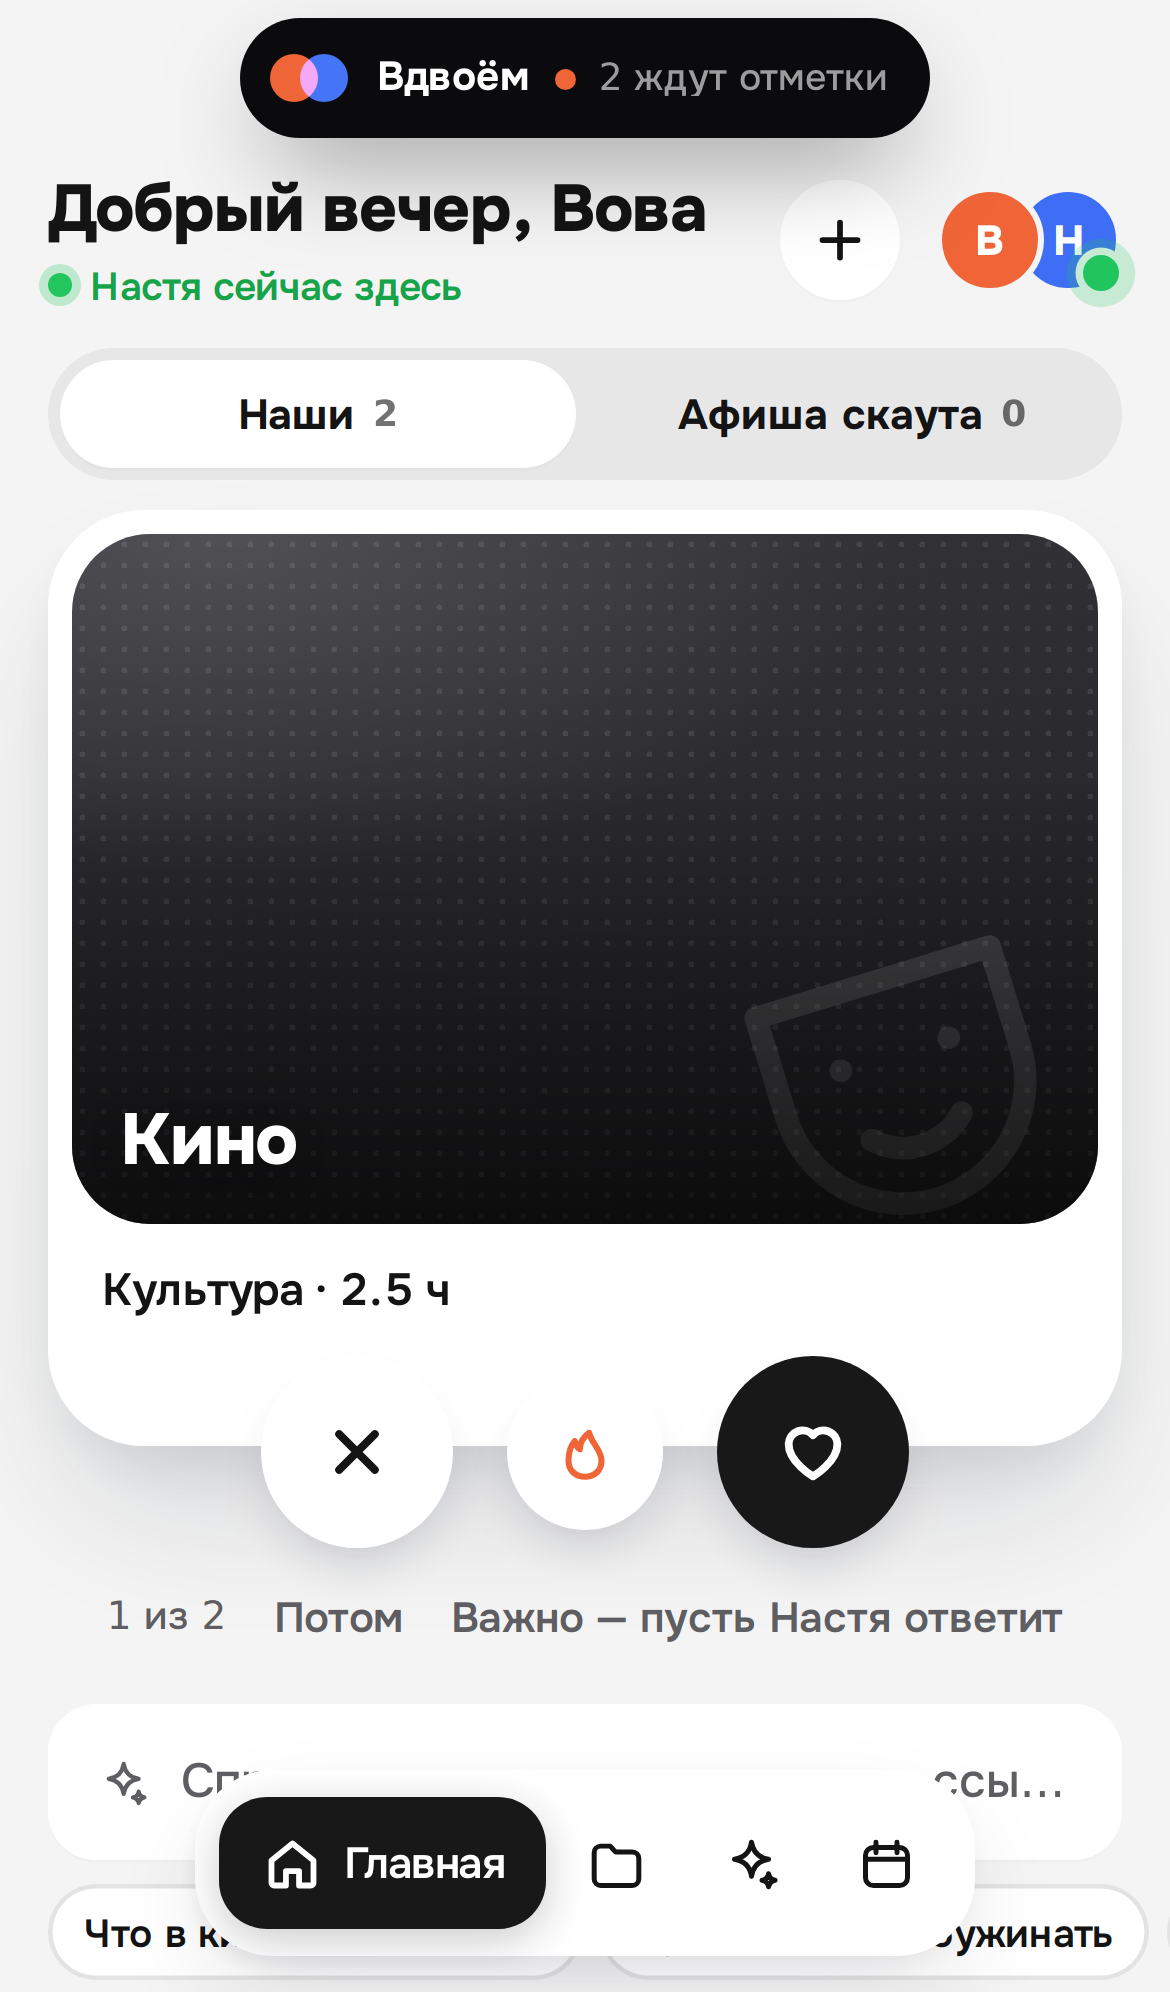 Вдвоём 2 ждут отметки
Добрый вечер, Вова
В Н
Настя сейчас здесь
Наши 2 Афиша скаута 0
Кино
Культура · 2.5 ч
1 из 2 Потом Важно — пусть Настя ответит
Главная
Что в